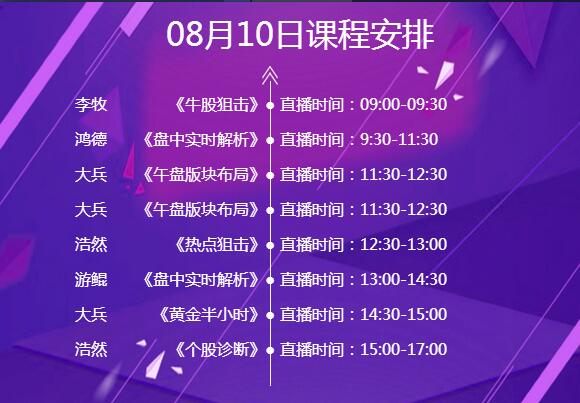 08月10日课程安排
李牧 《牛股狙击》 直播时间：09:00-09:30
鸿德 《盘中实时解析》 直播时间：9:30-11:30
大兵 《午盘版块布局》 直播时间：11:30-12:30
大兵 《午盘版块布局》 直播时间：11:30-12:30
浩然 《热点狙击》 直播时间：12:30-13:00
游鲲 《盘中实时解析》 直播时间：13:00-14:30
大兵 《黄金半小时》 直播时间：14:30-15:00
浩然 《个股诊断》 直播时间：15:00-17:00